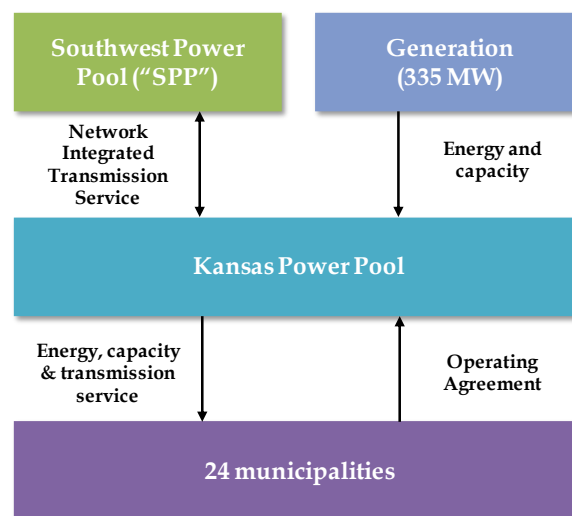 Southwest Power
Pool (“SPP”)
Generation
(335 MW)
Network
Integrated
Transmission
Service
Energy and
capacity
Kansas Power Pool
Energy, capacity
& transmission
service
Operating
Agreement
24 municipalities